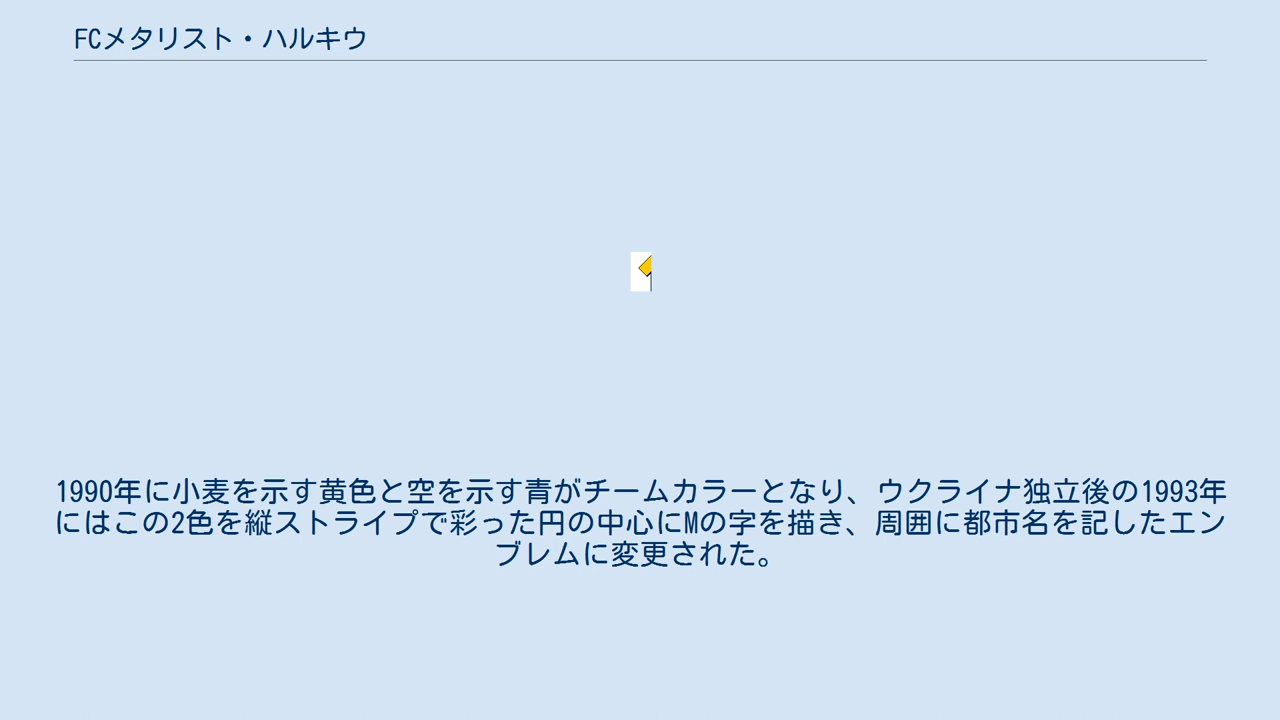 FCメタリスト・ハルキウ
1990年に小麦を示す黄色と空を示す青がチームカラーとなり、ウクライナ独立後の1993年
にはこの2色を縦ストライプで彩った円の中心にMの字を描き、周囲に都市名を記したエン
ブレムに変更された。